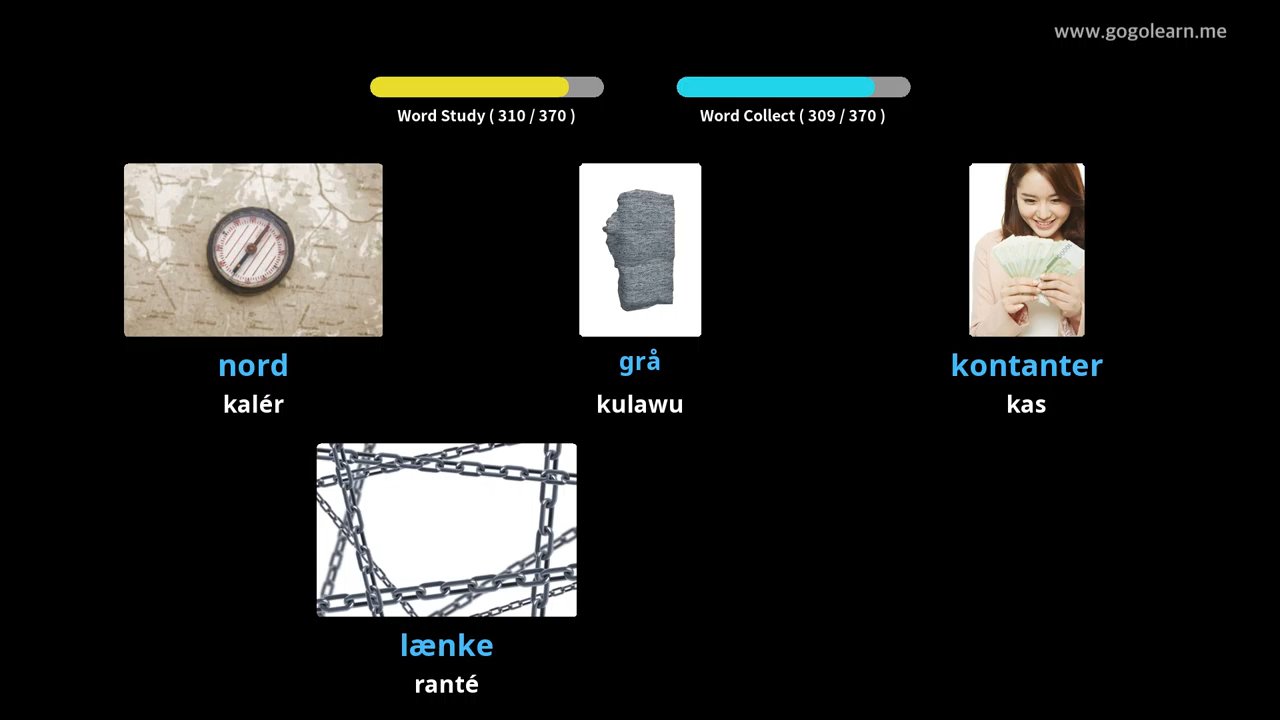 www.gogolearn.me
Word Study ( 310 / 370 )
Word Collect ( 309 / 370 )
nord
kalér
grå
kulawu
kontanter
kas
lænke
ranté